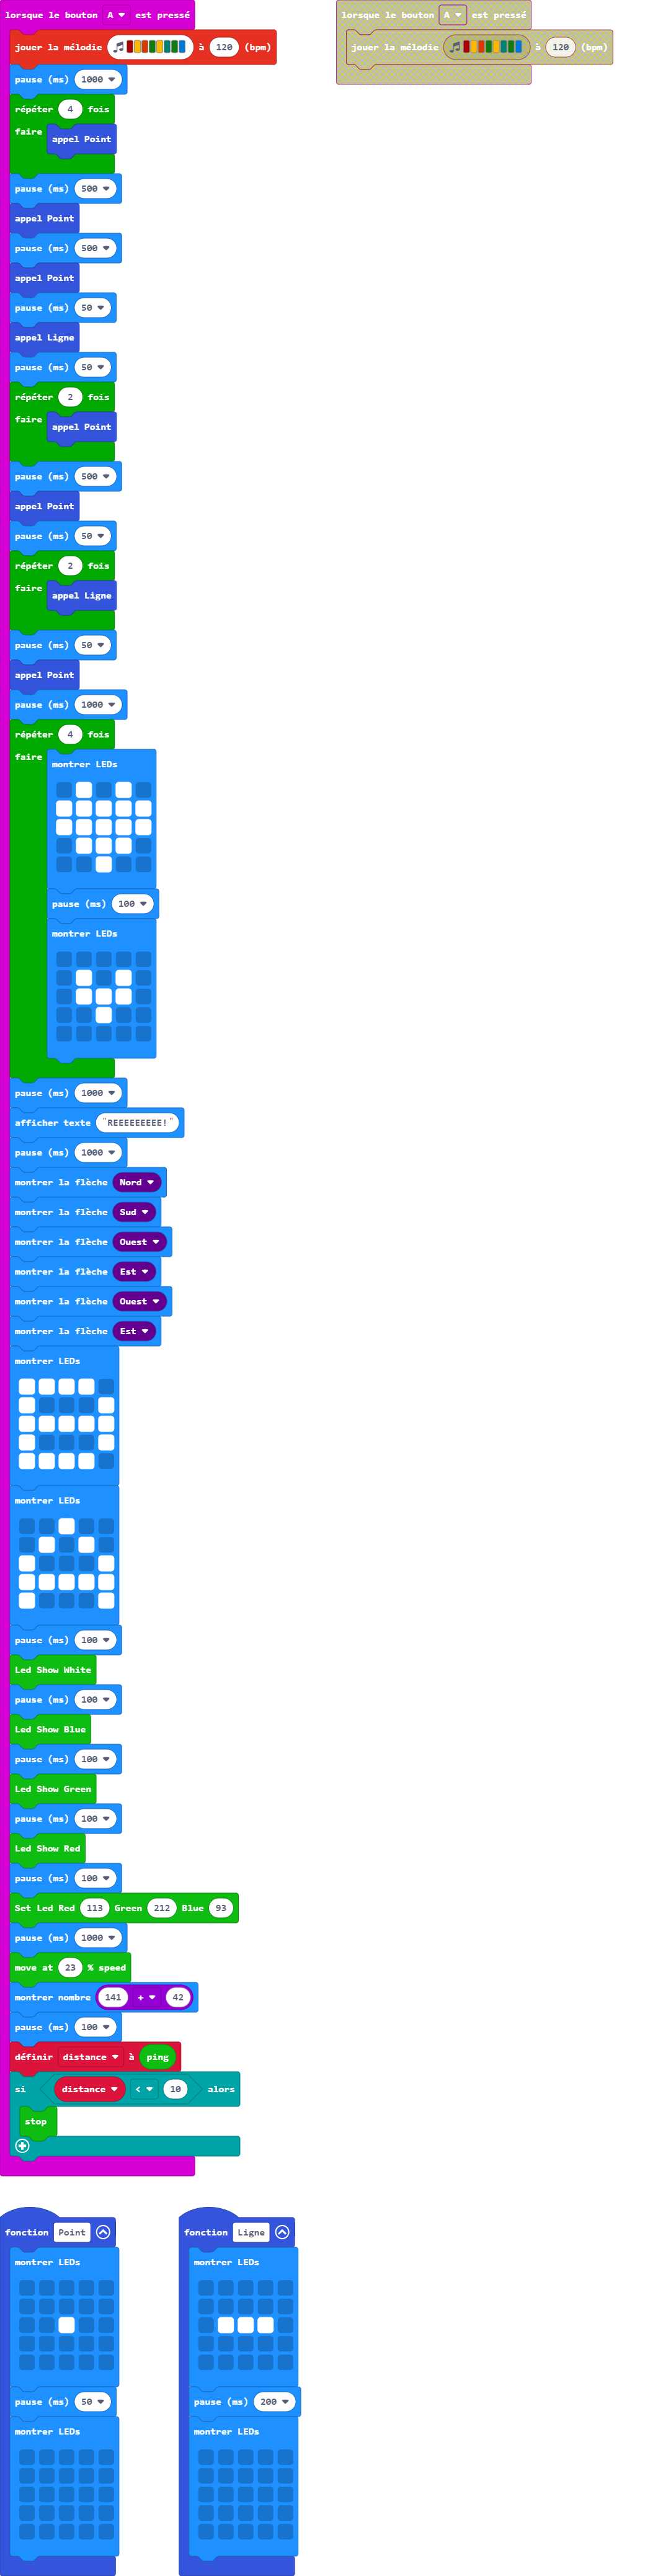 lorsque le bouton A est pressé
jouer la mélodie à 120 (bpm)
pause (ms) 1000
répéter 4 fois
faire
appel Point
pause (ms) 500
appel Point
pause (ms) 500
appel Point
pause (ms) 50
appel Ligne
pause (ms) 50
répéter 2 fois
faire
appel Point
pause (ms) 500
appel Point
pause (ms) 50
répéter 2 fois
faire
appel Ligne
pause (ms) 50
appel Point
pause (ms) 1000
répéter 4 fois
faire
montrer LEDs
pause (ms) 100
montrer LEDs
pause (ms) 1000
afficher texte "REEEEEEEEE!"
pause (ms) 1000
montrer la flèche Nord
montrer la flèche Sud
montrer la flèche Ouest
montrer la flèche Est
montrer la flèche Ouest
montrer la flèche Est
montrer LEDs
montrer LEDs
pause (ms) 100
Led Show White
pause (ms) 100
Led Show Blue
pause (ms) 100
Led Show Green
pause (ms) 100
Led Show Red
pause (ms) 100
Set Led Red 113 Green 212 Blue 93
pause (ms) 1000
move at 23 % speed
montrer nombre 141 + 42
pause (ms) 100
définir distance à ping
si distance < 10 alors
stop
lorsque le bouton A est pressé
jouer la mélodie à 120 (bpm)
fonction Point
montrer LEDs
pause (ms) 50
montrer LEDs
fonction Ligne
montrer LEDs
pause (ms) 200
montrer LEDs